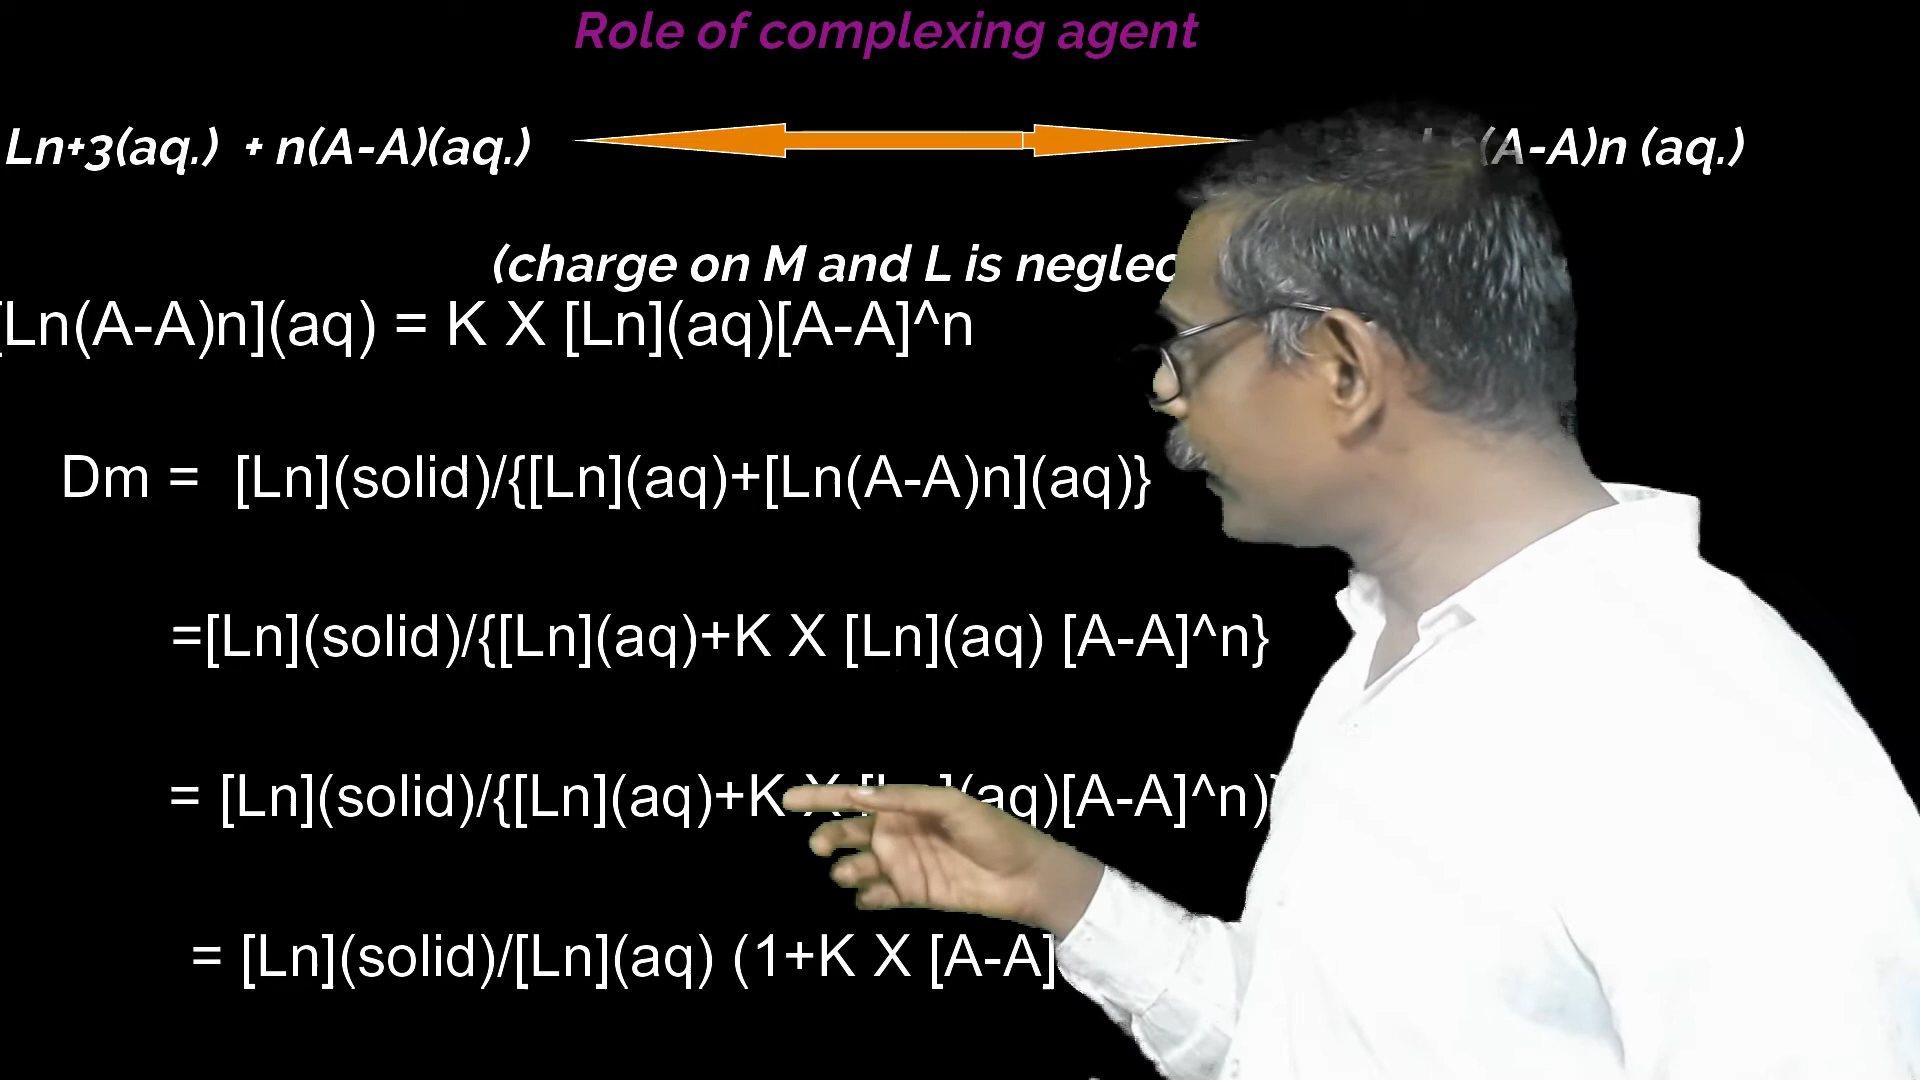 Role of complexing agent
Ln+3(aq.) + n(A-A)(aq.) (A-A)n (aq.)
(charge on M and L is neglec
[Ln(A-A)n](aq) = K X [Ln](aq)[A-A]^n
Dm = [Ln](solid)/{[Ln](aq)+[Ln(A-A)n](aq)}
=[Ln](solid)/{[Ln](aq)+K X [Ln](aq) [A-A]^n}
= [Ln](solid)/{[Ln](aq)+K X [Ln](aq)[A-A]^n)}
= [Ln](solid)/[Ln](aq) (1+K X [A-A]